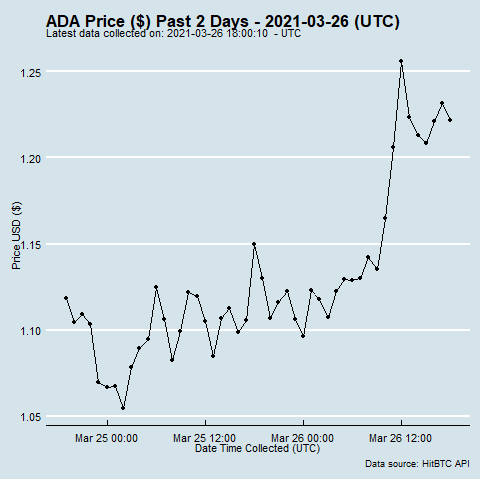 ADA Price ($) Past 2 Days - 2021-03-26 (UTC)
Latest data collected on: 2021-03-26 18:00:10 - UTC
1.25
1.20
1.15
1.10
1.05
Price USD ($)
Mar 25 00:00 Mar 25 12:00 Mar 26 00:00 Mar 26 12:00
Date Time Collected (UTC)
Data source: HitBTC API